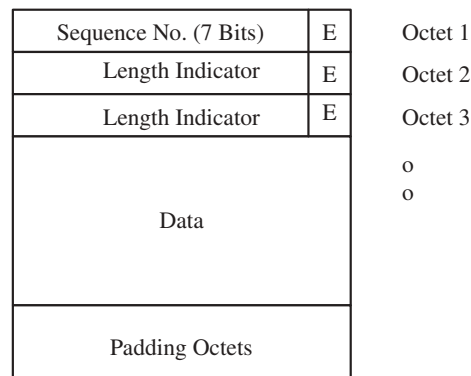 Sequence No. (7 Bits) E Octet 1
Length Indicator E Octet 2
Length Indicator E Octet 3
o
o
Data
Padding Octets